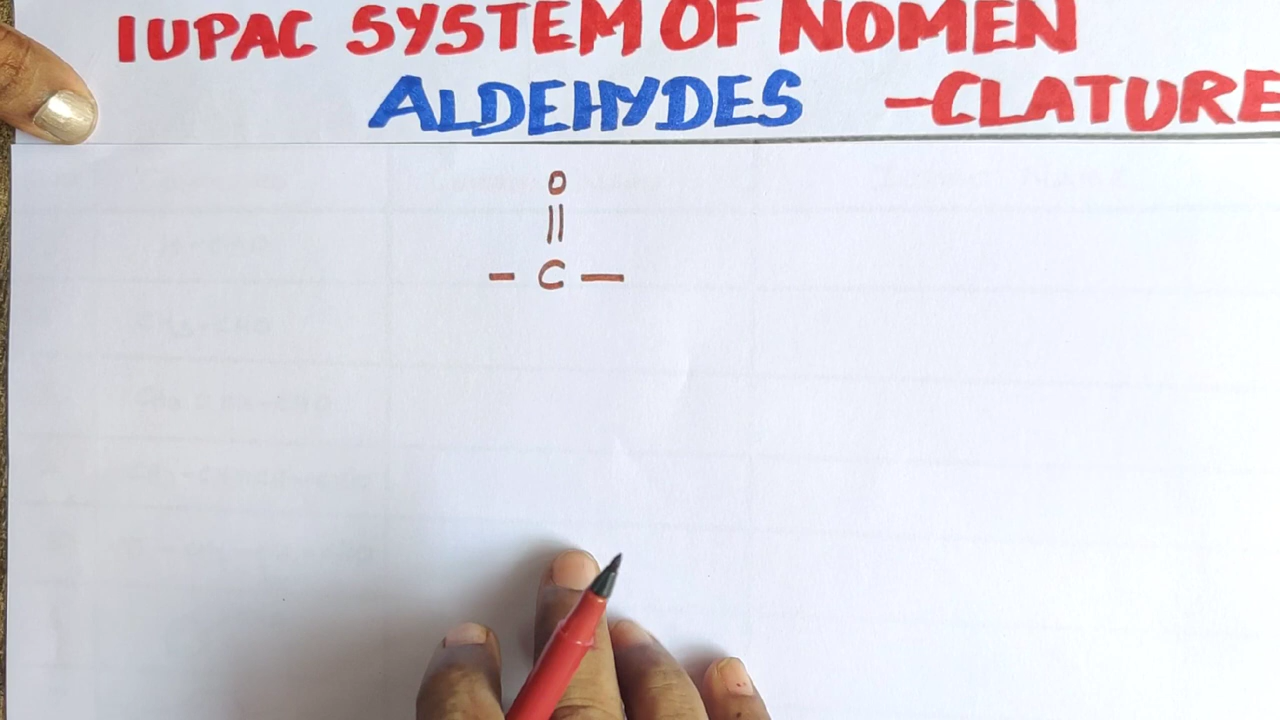 IUPAC SYSTEM OF NOMEN
ALDEHYDES -CLATURE
O
||
- C -